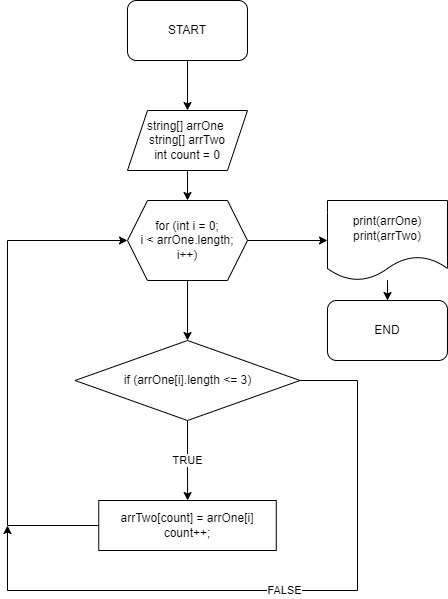 START
string[] arrOne
string[] arrTwo
int count = 0
for (int i = 0;
i < arrOne.length;
i++)
print(arrOne)
print(arrTwo)
END
if (arrOne[i].length <= 3)
TRUE
arrTwo[count] = arrOne[i]
count++;
FALSE